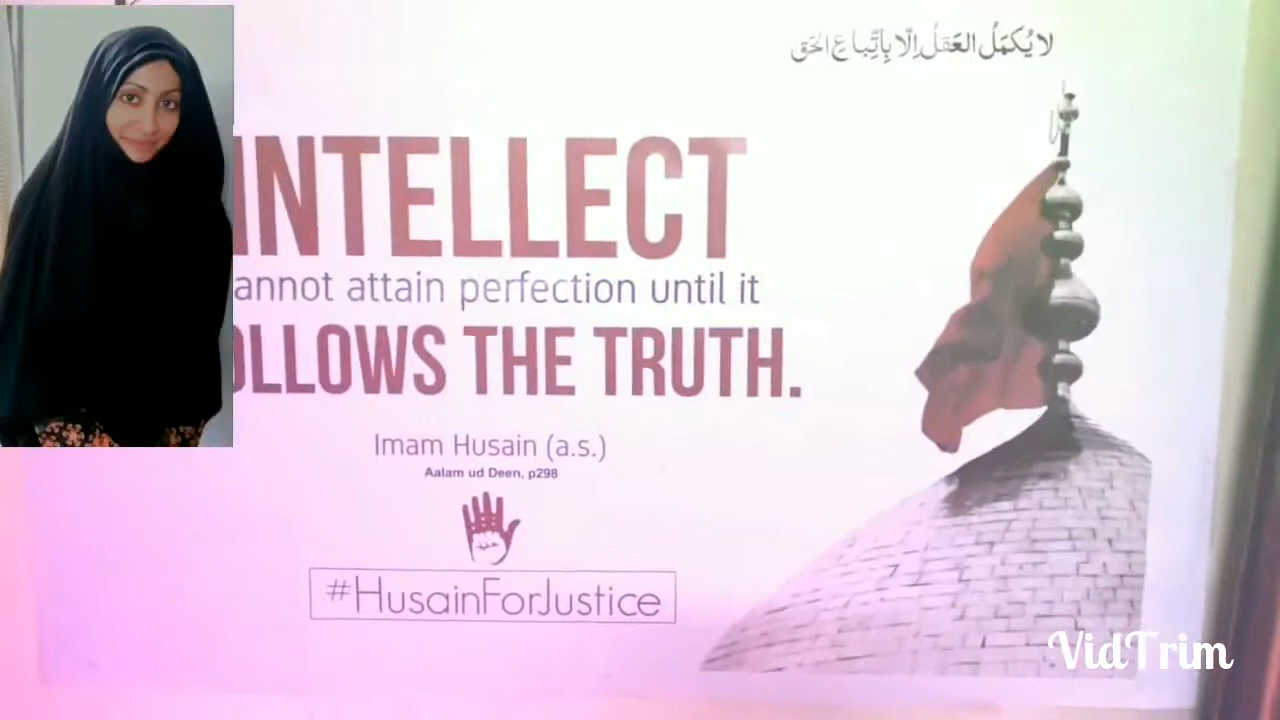 لا يُكمَلُ العَقلُ إلّا بِاتِّباعِ الحَق
INTELLECT
annot attain perfection until it
OLLOWS THE TRUTH.
Imam Husain (a.s.)
Aalam ud Deen, p298
#HusainForJustice
VidTrim